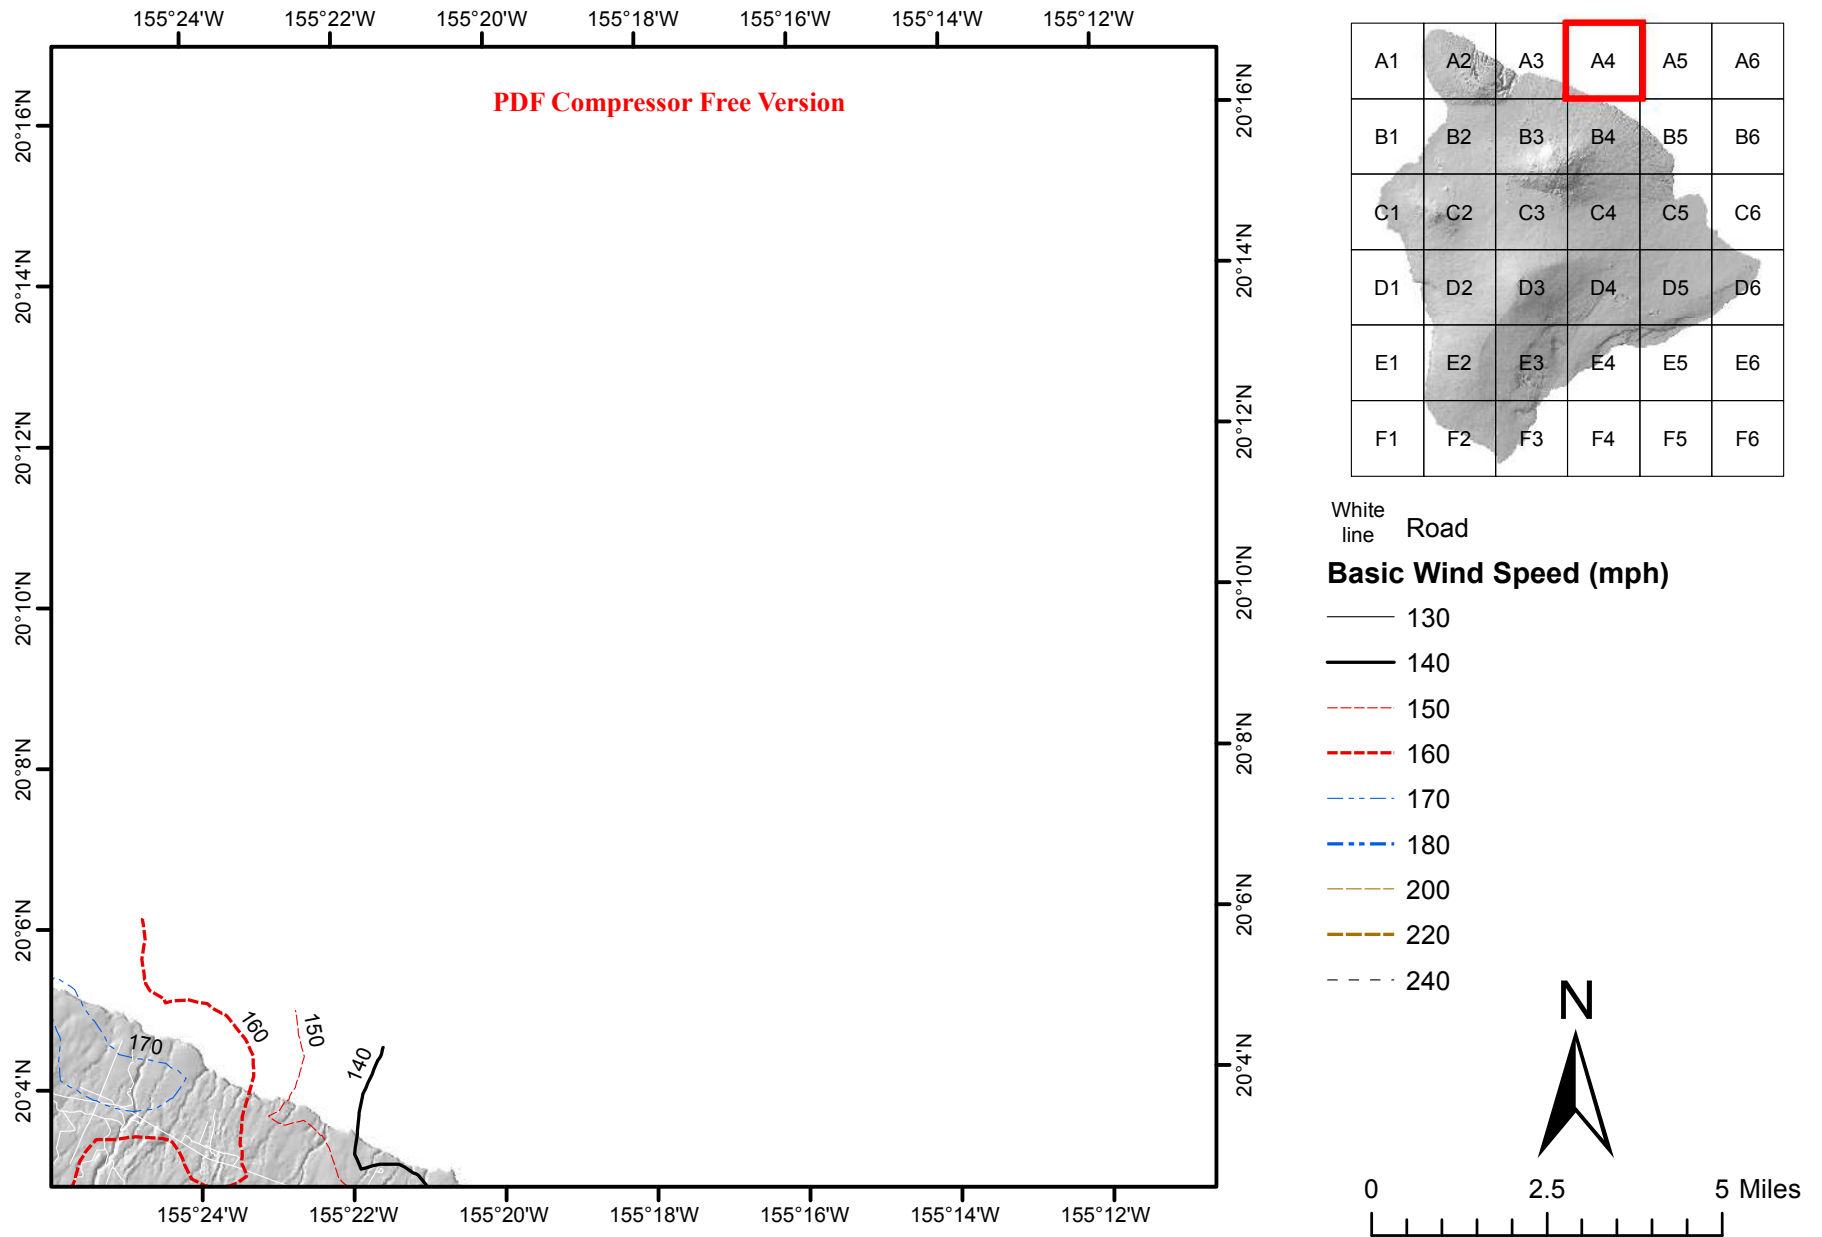 155°24'W 155°22'W 155°20'W 155°18'W 155°16'W 155°14'W 155°12'W
PDF Compressor Free Version
20°16'N
20°14'N
20°12'N
20°10'N
20°8'N
20°6'N
20°4'N
170
160
150
140
20°16'N
20°14'N
20°12'N
20°10'N
20°8'N
20°6'N
20°4'N
155°24'W 155°22'W 155°20'W 155°18'W 155°16'W 155°14'W 155°12'W
A1 A2 A3 A4 A5 A6
B1 B2 B3 B4 B5 B6
C1 C2 C3 C4 C5 C6
D1 D2 D3 D4 D5 D6
E1 E2 E3 E4 E5 E6
F1 F2 F3 F4 F5 F6
White
line
Road
Basic Wind Speed (mph)
130
140
150
160
170
180
200
220
240
N
0 2.5 5 Miles